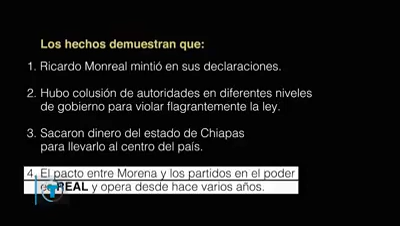 Los hechos demuestran que:
1. Ricardo Monreal mintió en sus declaraciones.
2. Hubo colusión de autoridades en diferentes niveles
de gobierno para violar flagrantemente la ley.
3. Sacaron dinero del estado de Chiapas
para llevarlo al centro del país.
4. El pacto entre Morena y los partidos en el poder
REAL y opera desde hace varios años.